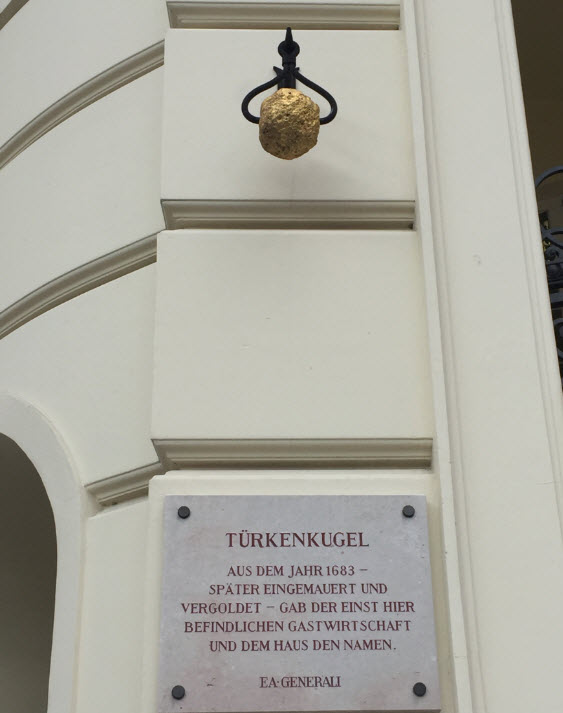 TÜRKENKUGEL
AUS DEM JAHR 1683 –
SPÄTER EINGEMAUERT UND
VERGOLDET – GAB DER EINST HIER
BEFINDLICHEN GASTWIRTSCHAFT
UND DEM HAUS DEN NAMEN.
EA·GENERALI